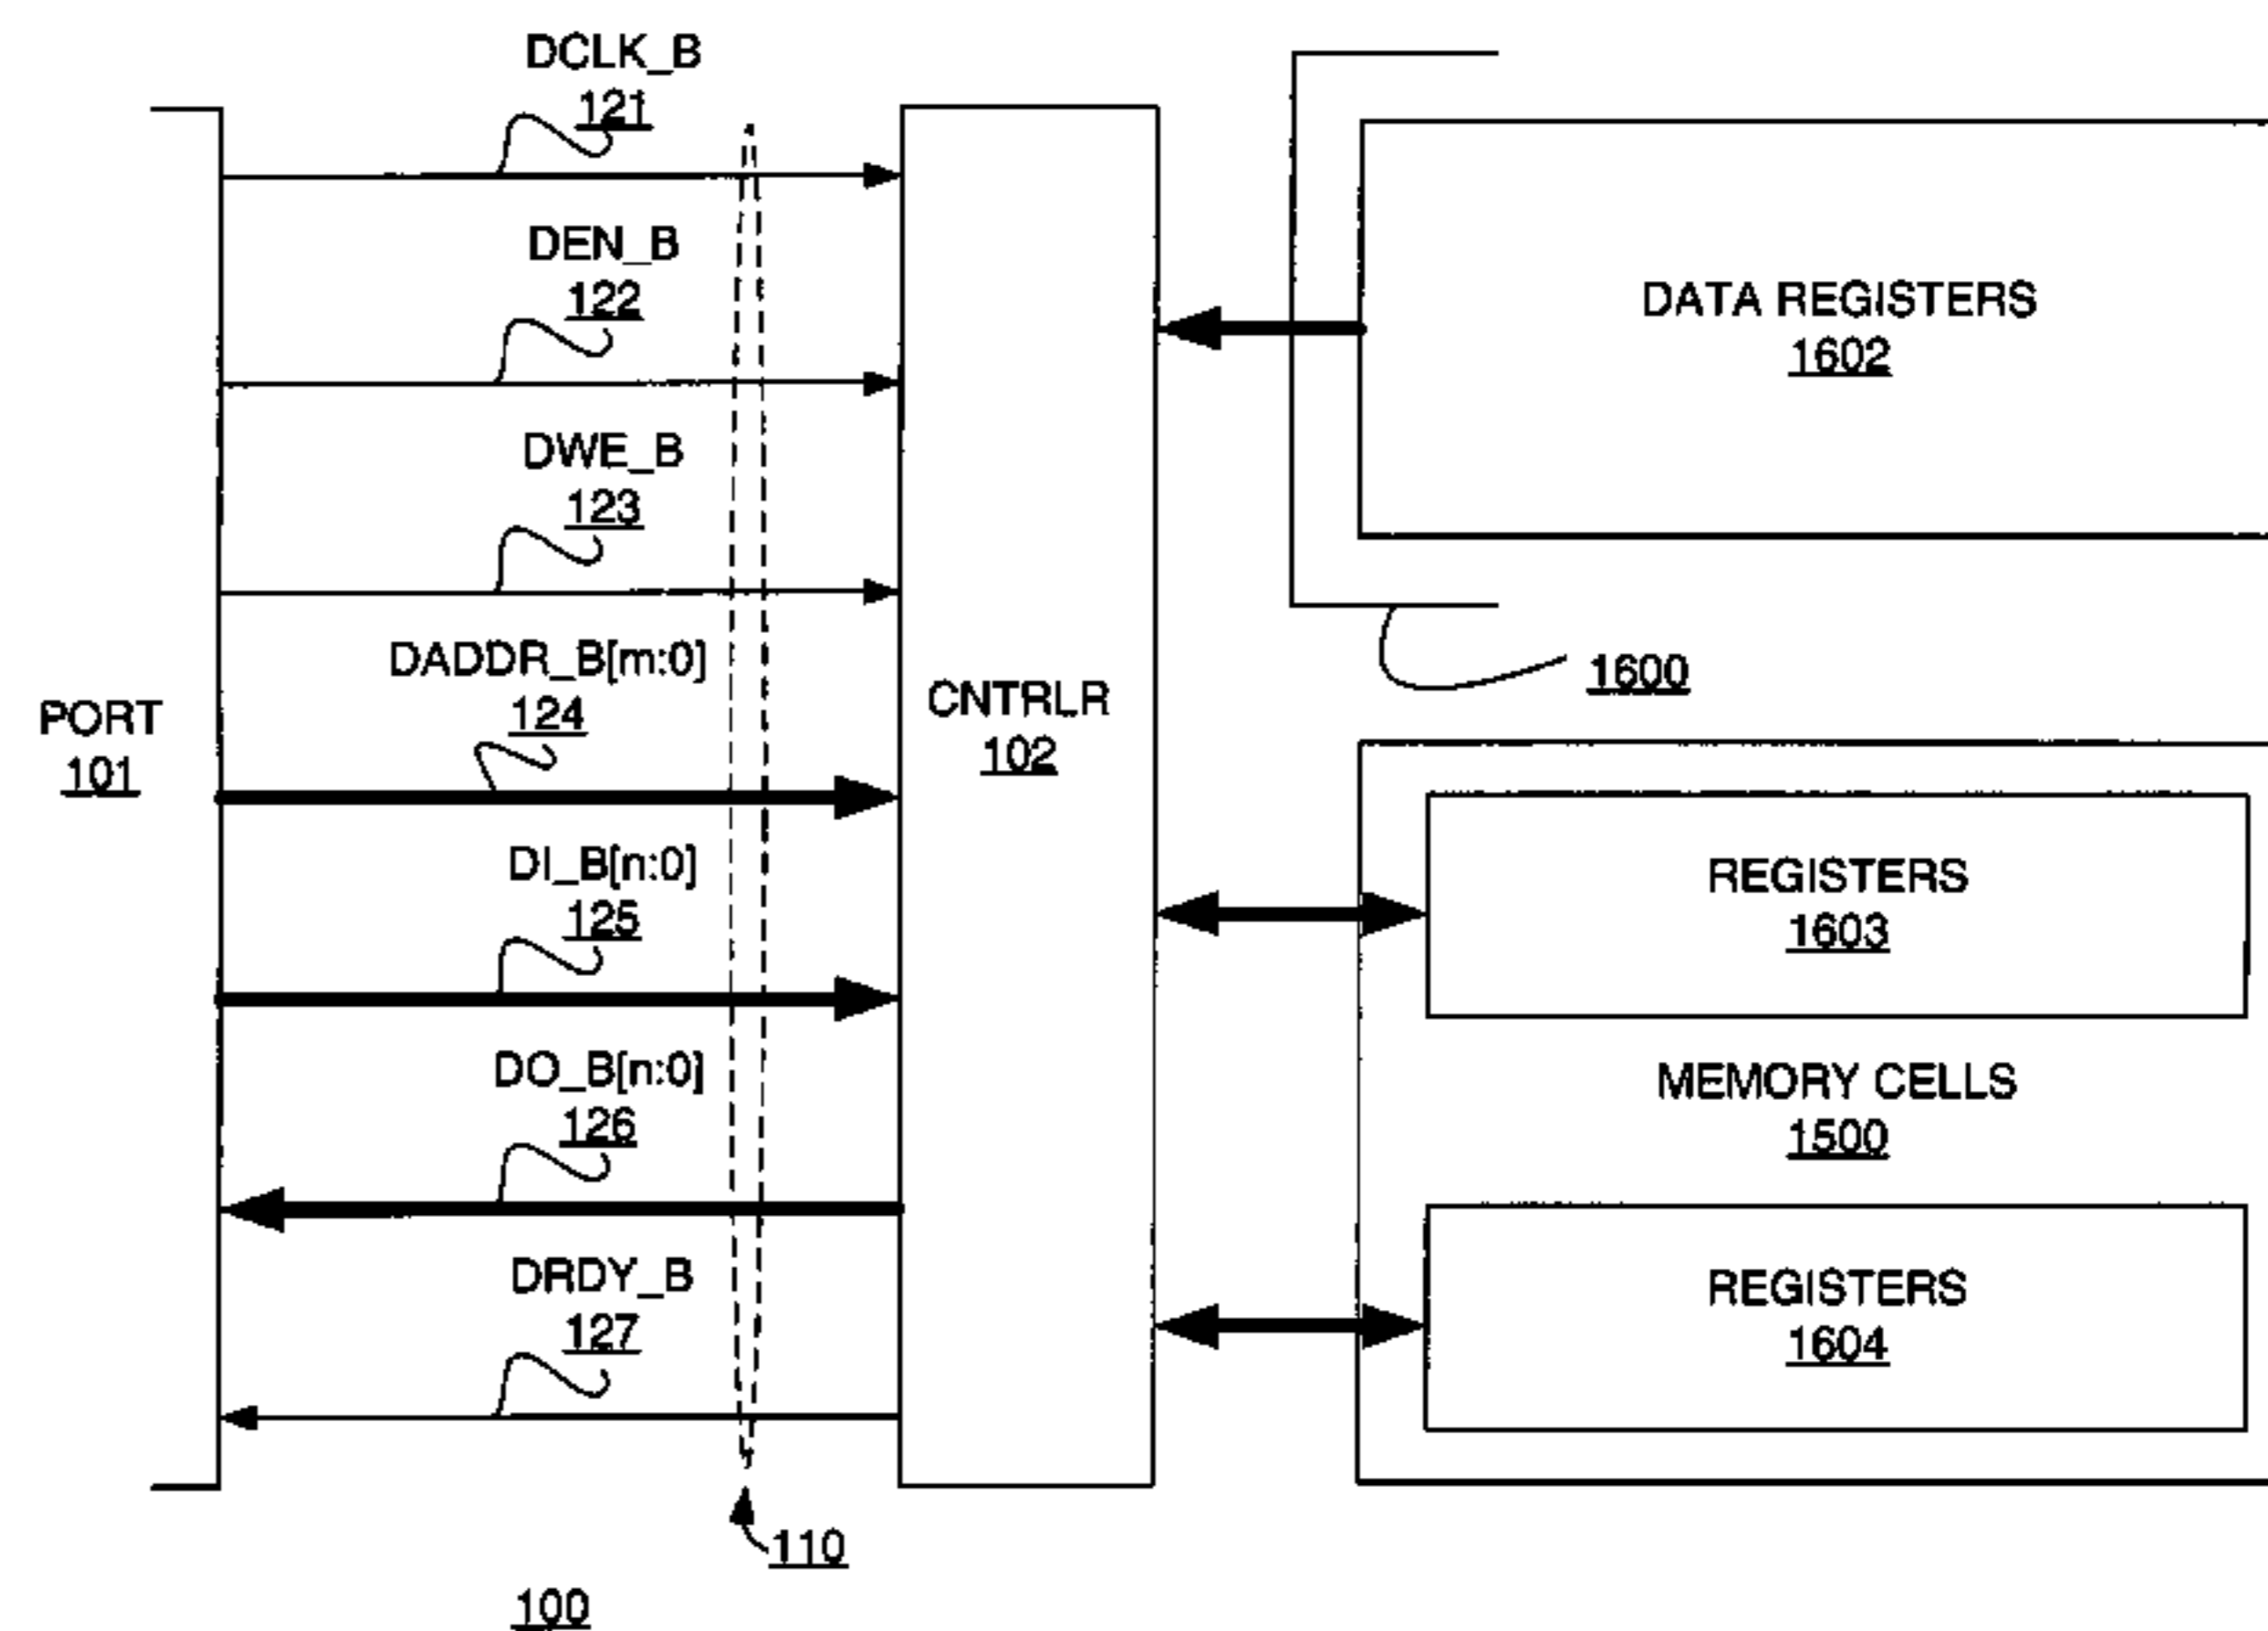 DCLK_B
121
DEN_B
122
DWE_B
123
DADDR_B[m:0]
124
PORT
101
DI_B[n:0]
125
DO_B[n:0]
126
DRDY_B
127
110
100
CNTRLR
102
DATA REGISTERS
1602
1600
REGISTERS
1603
MEMORY CELLS
1500
REGISTERS
1604